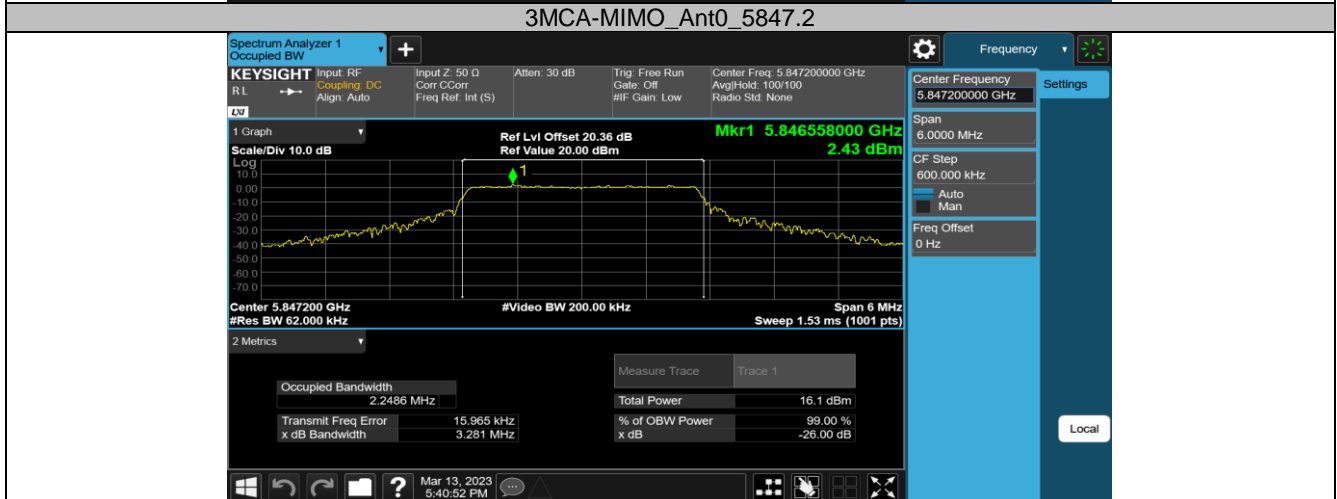 3MCA-MIMO_Ant0_5847.2
Spectrum Analyzer 1
Occupied BW
+
Frequency
KEYSIGHT
R L
LXI
Input: RF
Coupling: DC
Align: Auto
Input Z: 50 Ω
Corr CCorr
Freq Ref: Int (S)
Atten: 30 dB
Trig: Free Run
Gate: Off
#IF Gain: Low
Center Freq: 5.847200000 GHz
Avg|Hold: 100/100
Radio Std: None
Center Frequency
5.847200000 GHz
Settings
Span
6.0000 MHz
CF Step
600.000 kHz
Auto
Man
Freq Offset
0 Hz
Local
1 Graph
Scale/Div 10.0 dB
Ref Lvl Offset 20.36 dB
Ref Value 20.00 dBm
Mkr1 5.846558000 GHz
2.43 dBm
Log
10.0
0.00
-10.0
-20.0
-30.0
-40.0
-50.0
-60.0
-70.0
1
Center 5.847200 GHz
#Res BW 62.000 kHz
#Video BW 200.00 kHz
Span 6 MHz
Sweep 1.53 ms (1001 pts)
2 Metrics
Measure Trace Trace 1
Occupied Bandwidth
2.2486 MHz
Total Power 16.1 dBm
Transmit Freq Error 15.965 kHz
% of OBW Power 99.00 %
x dB Bandwidth 3.281 MHz
x dB -26.00 dB
?
Mar 13, 2023
5:40:52 PM